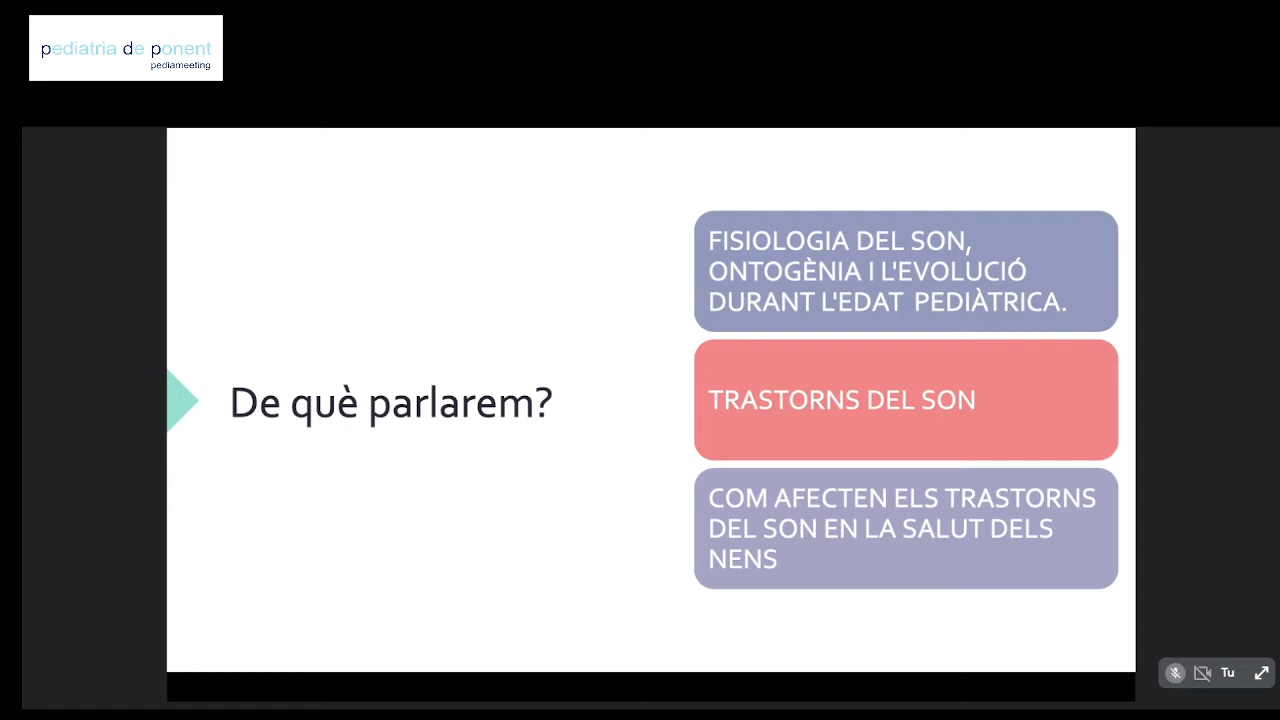 pediatria de ponent
pediameeting
De què parlarem?
FISIOLOGIA DEL SON,
ONTOGÈNIA I L'EVOLUCIÓ
DURANT L'EDAT  PEDIÀTRICA.
TRASTORNS DEL SON
COM AFECTEN ELS TRASTORNS
DEL SON EN LA SALUT DELS
NENS
Tu